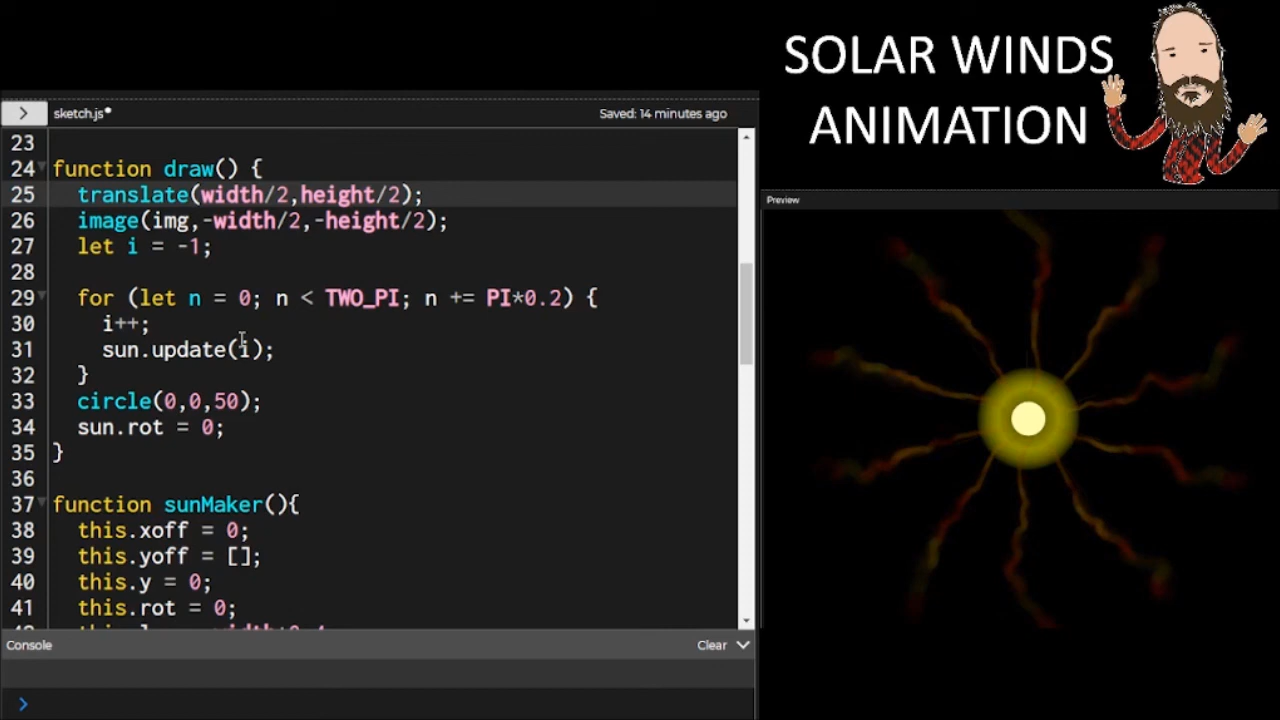 SOLAR WINDS
ANIMATION
sketch.js•
Saved: 14 minutes ago
Preview
23
24 function draw() {
25 translate(width/2,height/2);
26 image(img,-width/2,-height/2);
27 let i = -1;
28
29 for (let n = 0; n < TWO_PI; n += PI*0.2) {
30 i++;
31 sun.update(i);
32 }
33 circle(0,0,50);
34 sun.rot = 0;
35 }
36
37 function sunMaker(){
38 this.xoff = 0;
39 this.yoff = [];
40 this.y = 0;
41 this.rot = 0;
Console
Clear